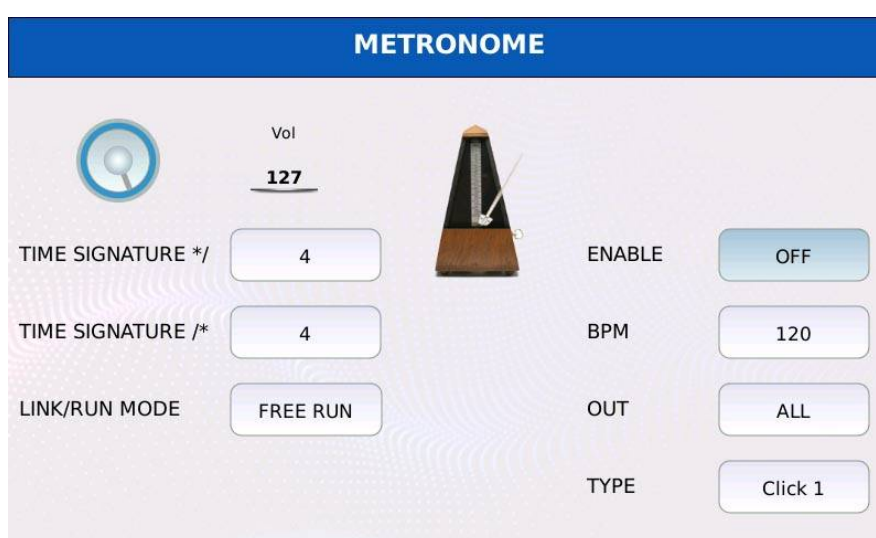 METRONOME
Vol
127
TIME SIGNATURE */ 4
ENABLE OFF
TIME SIGNATURE /* 4
BPM 120
LINK/RUN MODE FREE RUN
OUT ALL
TYPE Click 1